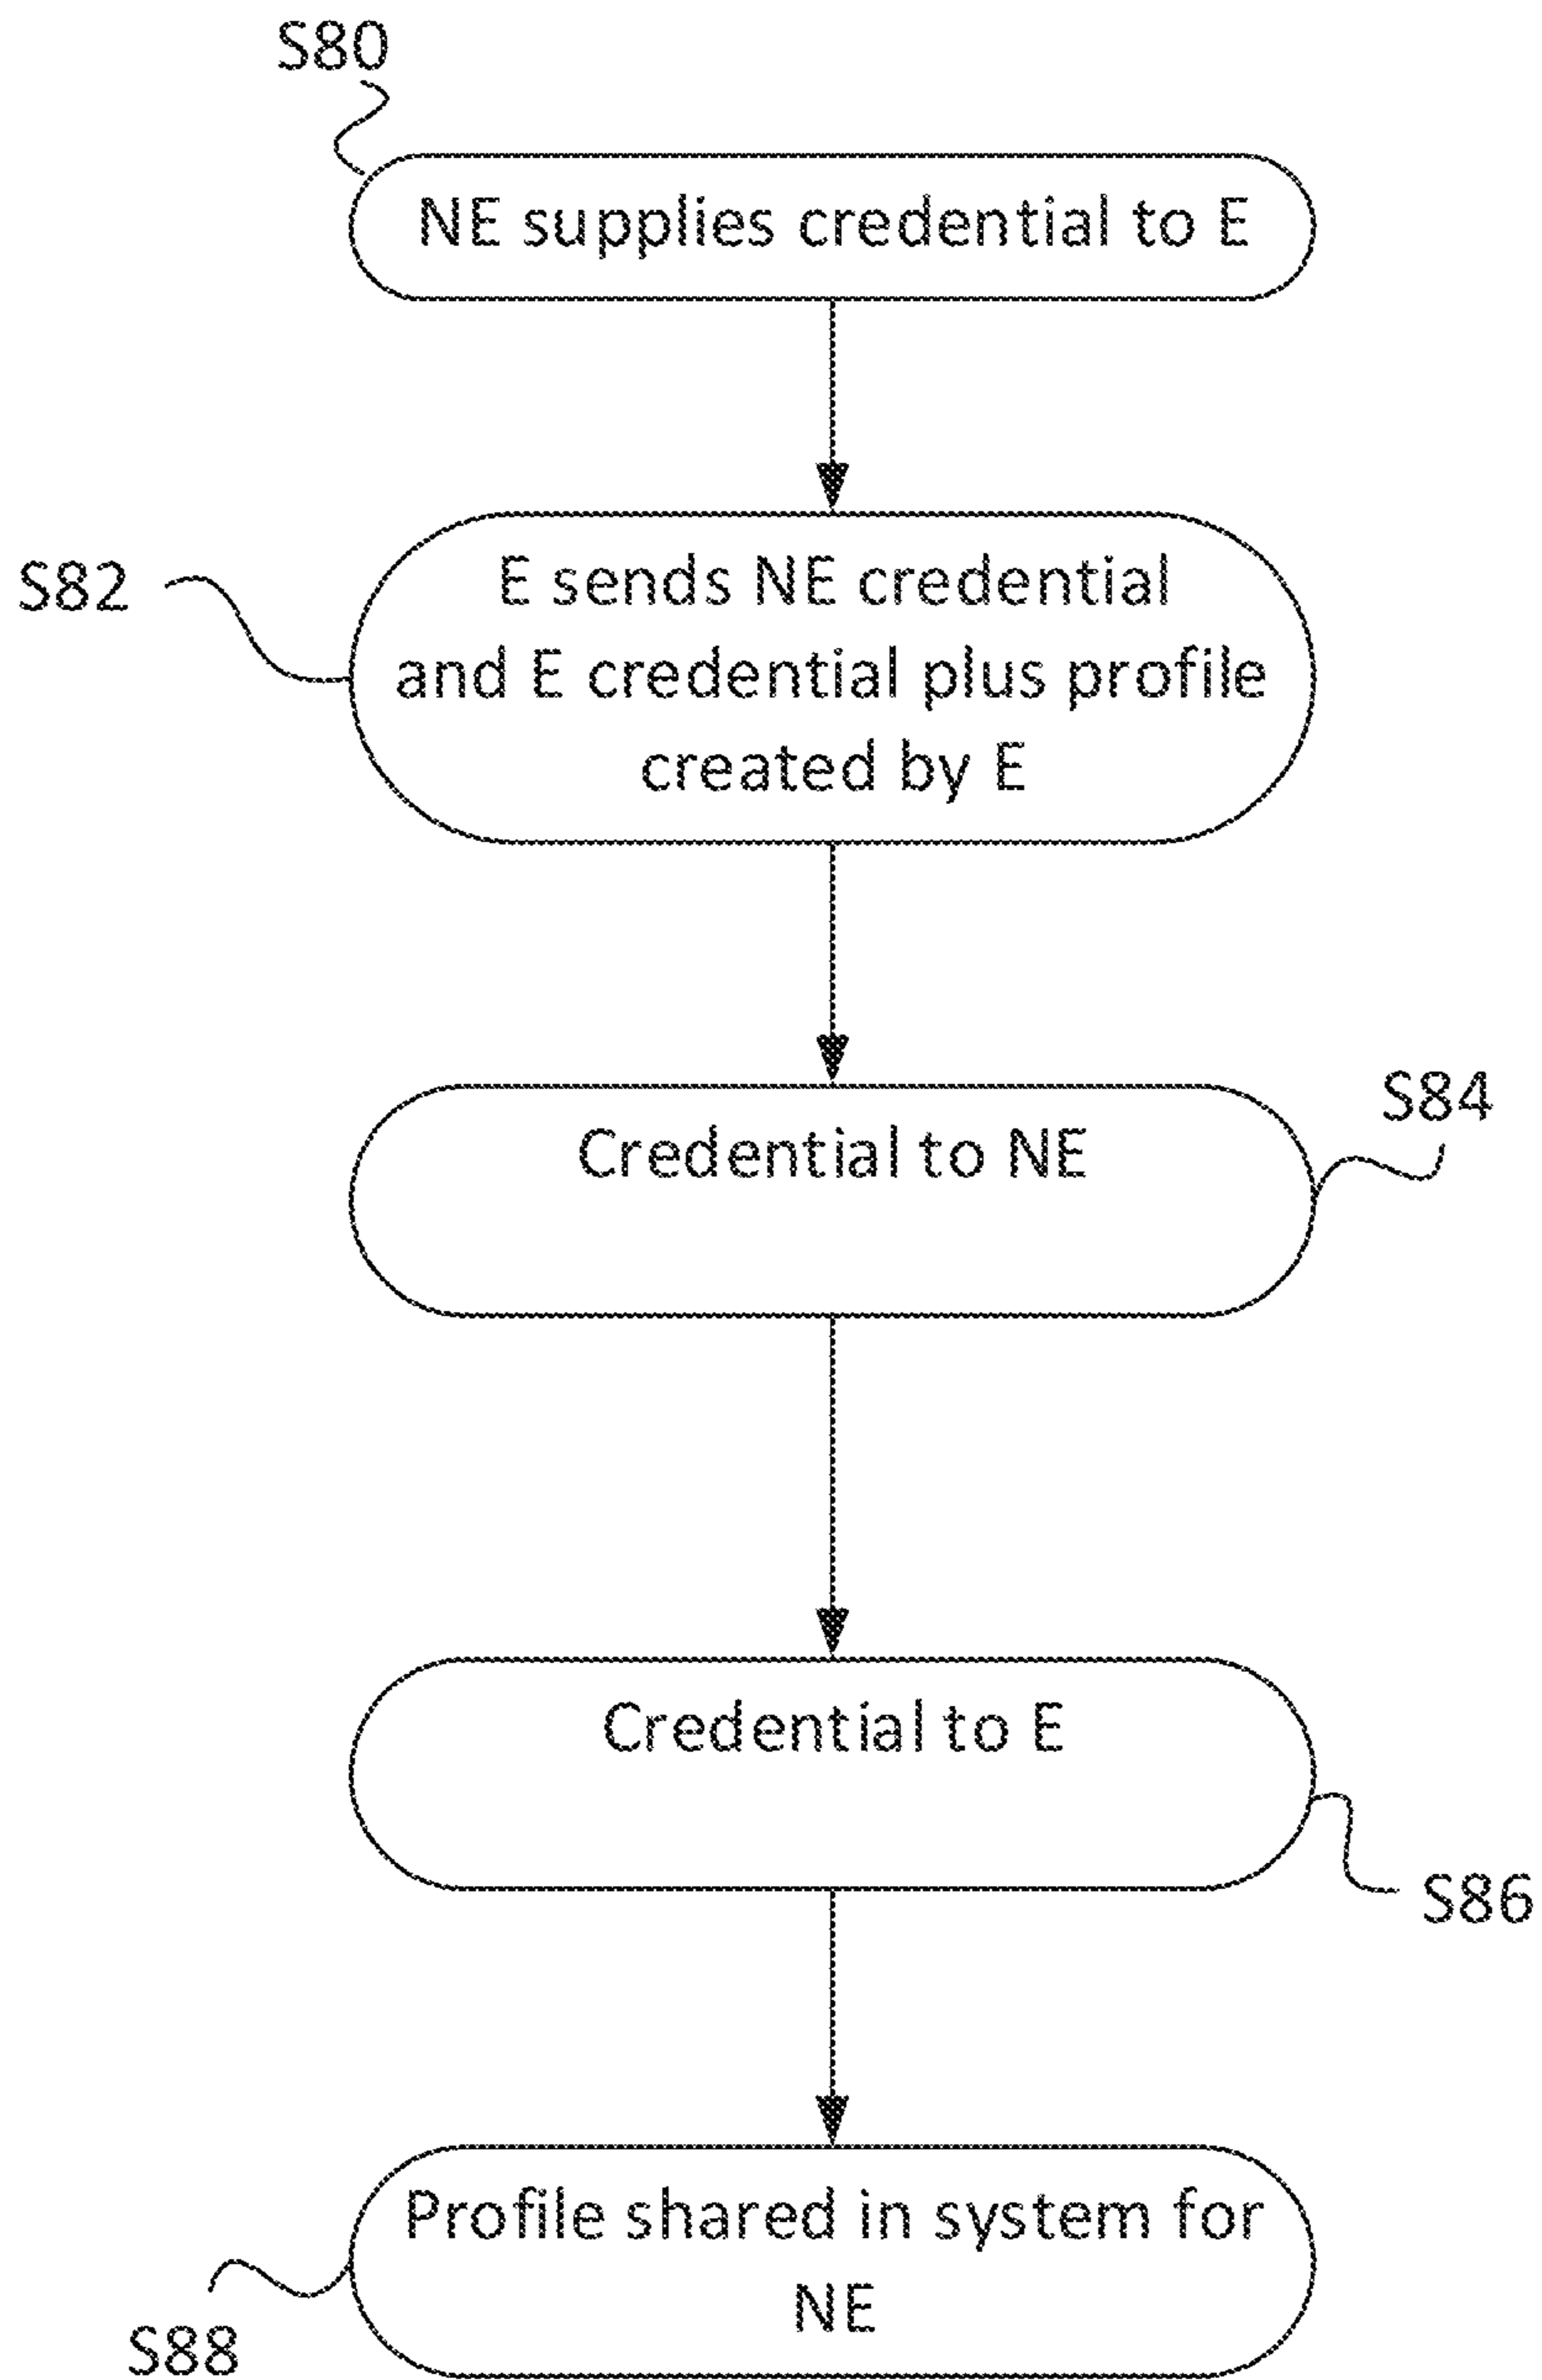 S80
NE supplies credential to E
S82
E sends NE credential
and E credential plus profile
created by E
S84
Credential to NE
Credential to E
S86
Profile shared in system for
NE
S88